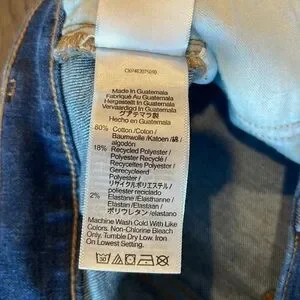 Made in Guatemala
Fabriqué Au Guatemala
Hergestellt In Guatemala
Vervaardigd In Guatemala
グアテマラ製
Hecho en Guatemala
80% Cotton /Coton /
Baumwolle /Katoen / 綿 /
algodón
18% Recycled Polyester /
Polyester Recyclé /
Recyceltes Polyester /
Gerecycleerd
Polyester /
リサイクルポリエステル /
poliester reciclado
2% Elastane /Elasthanne /
Elastan /Elastaan /
ポリウレタン /elastano
Machine Wash Cold With Like
Colors. Non-Chlorine Bleach
Only. Tumble Dry Low. Iron
On Lowest Setting.